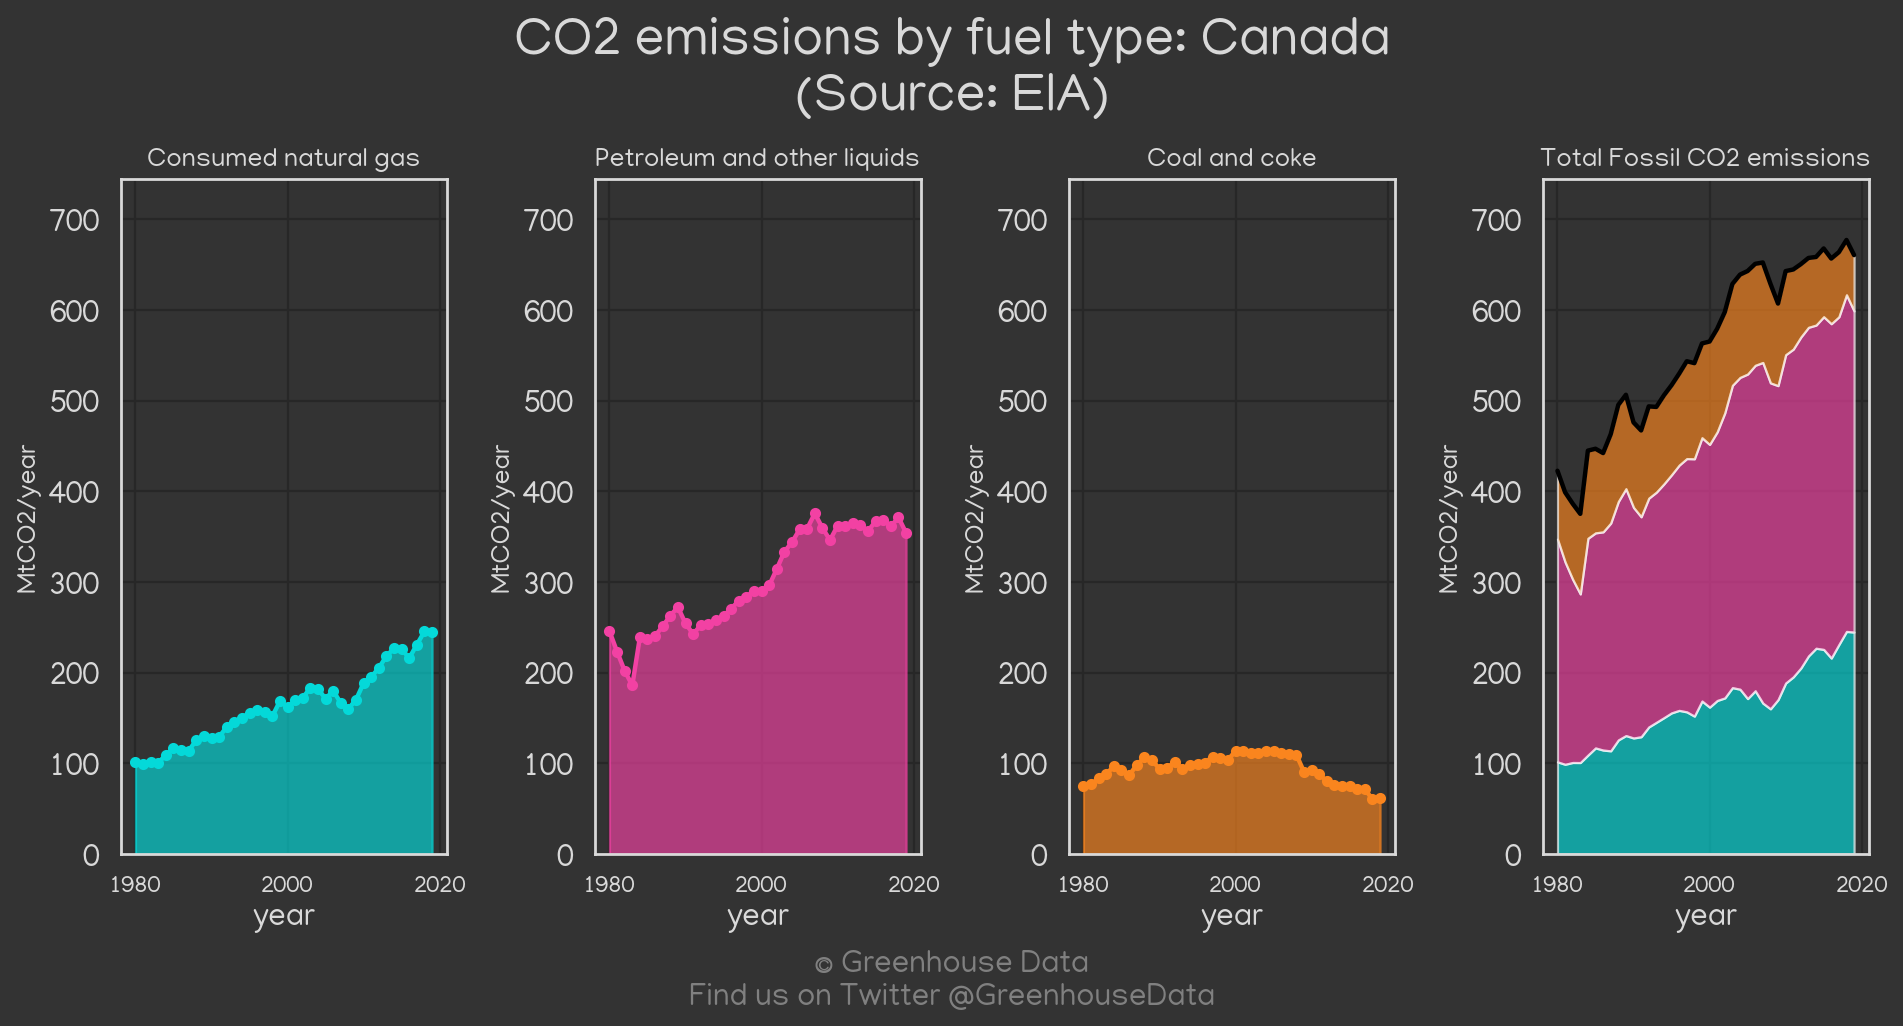 CO2 emissions by fuel type: Canada
(Source: EIA)
Consumed natural gas
700
600
500
400
300
200
100
0
MtCO2/year
1980 2000 2020
year
Petroleum and other liquids
700
600
500
400
300
200
100
0
MtCO2/year
1980 2000 2020
year
Coal and coke
700
600
500
400
300
200
100
0
MtCO2/year
1980 2000 2020
year
Total Fossil CO2 emissions
700
600
500
400
300
200
100
0
MtCO2/year
1980 2000 2020
year
© Greenhouse Data
Find us on Twitter @GreenhouseData